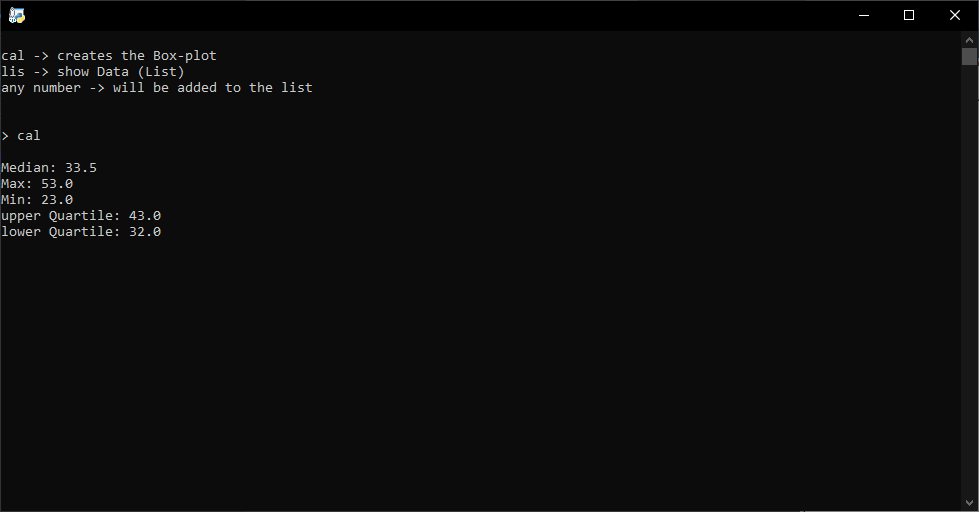 cal -> creates the Box-plot
lis -> show Data (List)
any number -> will be added to the list
> cal
Median: 33.5
Max: 53.0
Min: 23.0
upper Quartile: 43.0
lower Quartile: 32.0